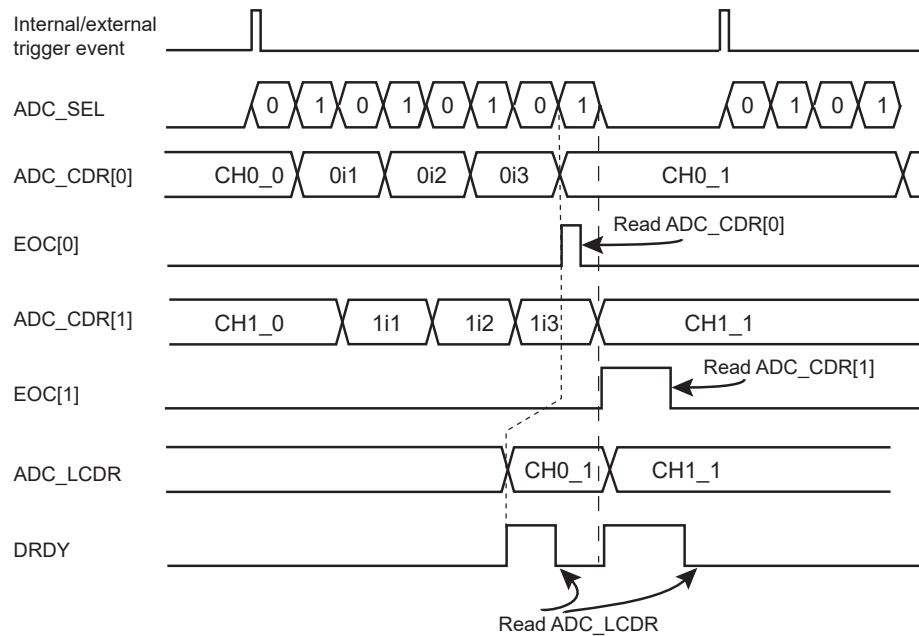 Internal/external
trigger event
ADC_SEL 0 1 0 1 0 1 0 1 0 1 0 1
ADC_CDR[0] CH0_0 0i1 0i2 0i3 CH0_1
EOC[0] Read ADC_CDR[0]
ADC_CDR[1] CH1_0 1i1 1i2 1i3 CH1_1
EOC[1] Read ADC_CDR[1]
ADC_LCDR CH0_1 CH1_1
DRDY
Read ADC_LCDR